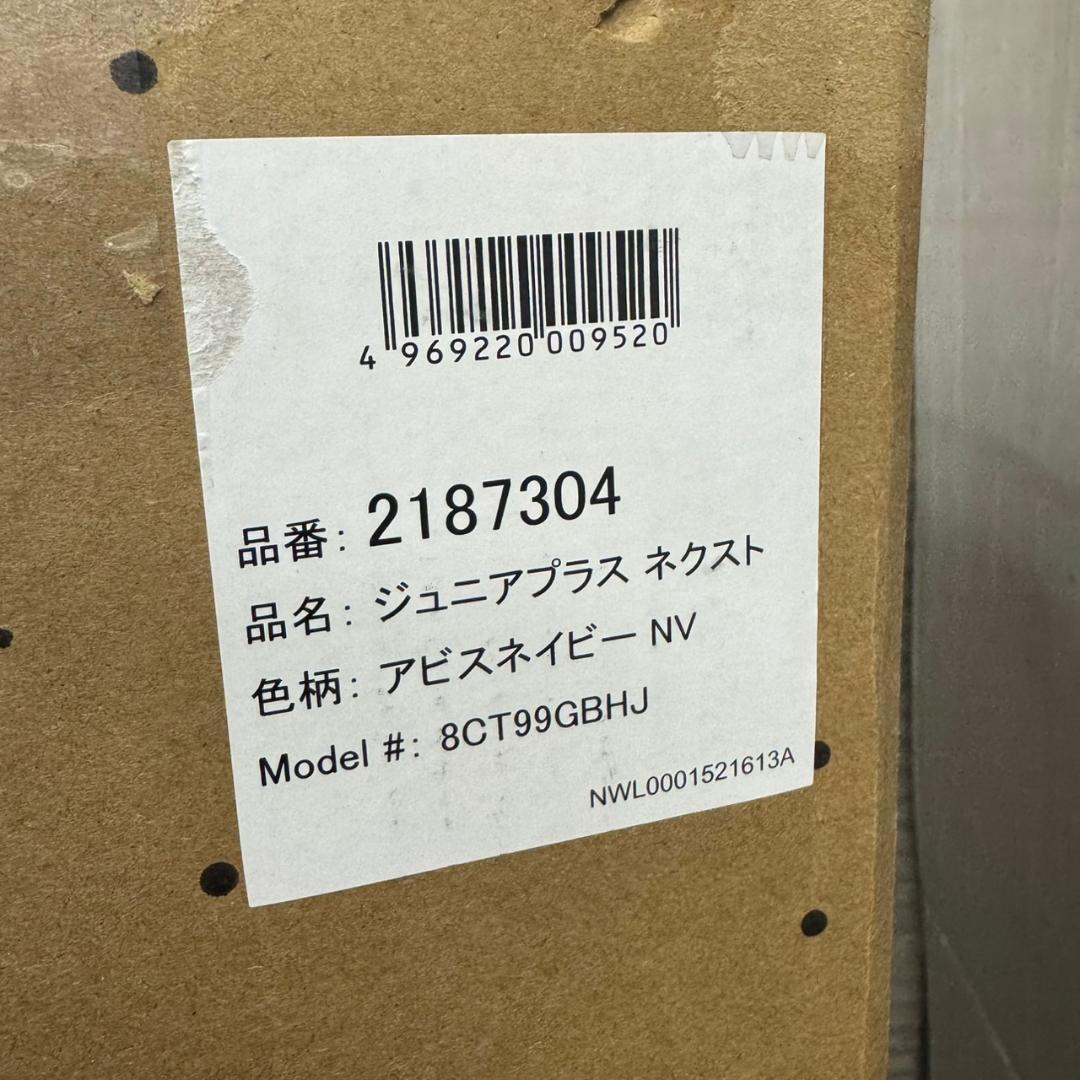 4 969220 009520
品番: 2187304
品名: ジュニアプラス ネクスト
色柄: アビスネイビー NV
Model #: 8CT99GBHJ
NWL0001521613A